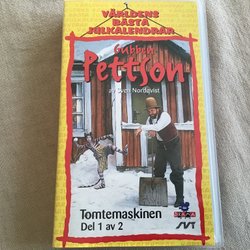 VÄRLDENS
BÄSTA
JULKALENDRAR
Gubben
Pettson
av Sven Nordqvist
Tomtemaskinen
Del 1 av 2
SVT